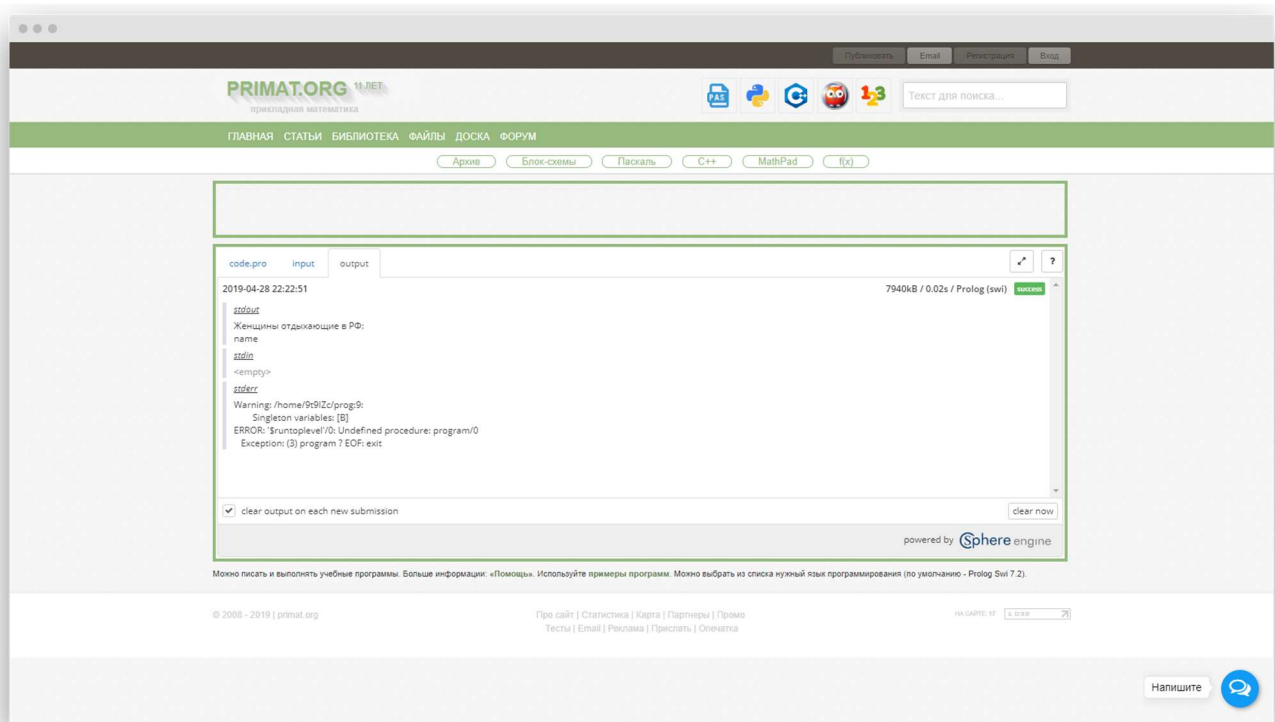 Публиковать Email Регистрация Вход
PRIMAT.ORG 11 ЛЕТ
прикладная математика
PAS
123
Текст для поиска...
ГЛАВНАЯ СТАТЬИ БИБЛИОТЕКА ФАЙЛЫ ДОСКА ФОРУМ
Архив Блок-схемы Паскаль C++ MathPad f(x)
code.pro input output ?
2019-04-28 22:22:51 7940kB / 0.02s / Prolog (swi) success
stdout
Женщины отдыхающие в РФ:
name
stdin
<empty>
stderr
Warning: /home/9t9IZc/prog:9:
Singleton variables: [B]
ERROR: '$runtoplevel'/0: Undefined procedure: program/0
Exception: (3) program ? EOF: exit
clear output on each new submission clear now
powered by Sphere engine
Можно писать и выполнять учебные программы. Больше информации: «Помощь». Используйте примеры программ. Можно выбрать из списка нужный язык программирования (по умолчанию - Prolog Swi 7.2).
© 2008 - 2019 | primat.org
Про сайт | Статистика | Карта | Партнеры | Промо
Тесты | Email | Реклама | Прислать | Опечатка
НА САЙТЕ: 17
Напишите